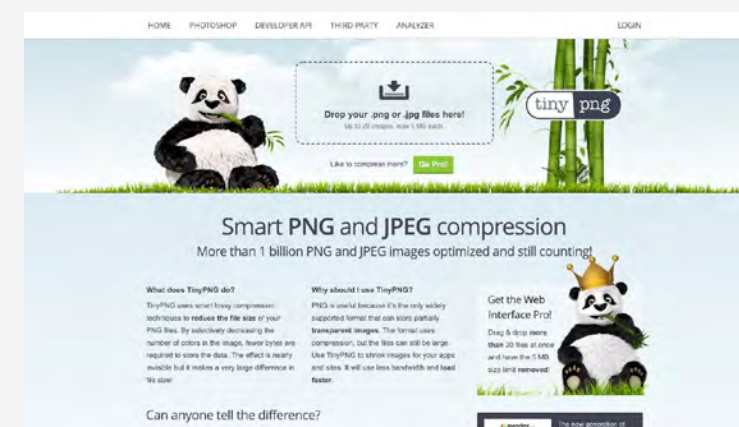 HOME PHOTOSHOP DEVELOPER API THIRD PARTY ANALYZER LOGIN
Drop your .png or .jpg files here!
Up to 20 images, max 5 MB each.
tiny png
Like to compress more? Go Pro!
Smart PNG and JPEG compression
More than 1 billion PNG and JPEG images optimized and still counting!
What does TinyPNG do?
TinyPNG uses smart lossy compression
techniques to reduce the file size of your
PNG files. By selectively decreasing the
number of colors in the image, fewer bytes are
required to store the data. The effect is nearly
invisible but it makes a very large difference in
file size!
Why should I use TinyPNG?
PNG is useful because it's the only widely
supported format that can store partially
transparent images. The format uses
compression, but the files can still be large.
Use TinyPNG to shrink images for your apps
and sites. It will use less bandwidth and load
faster.
Get the Web
Interface Pro!
Drag & drop more
than 20 files at once
and have the 5 MB
size limit removed!
Can anyone tell the difference?
The new generation of